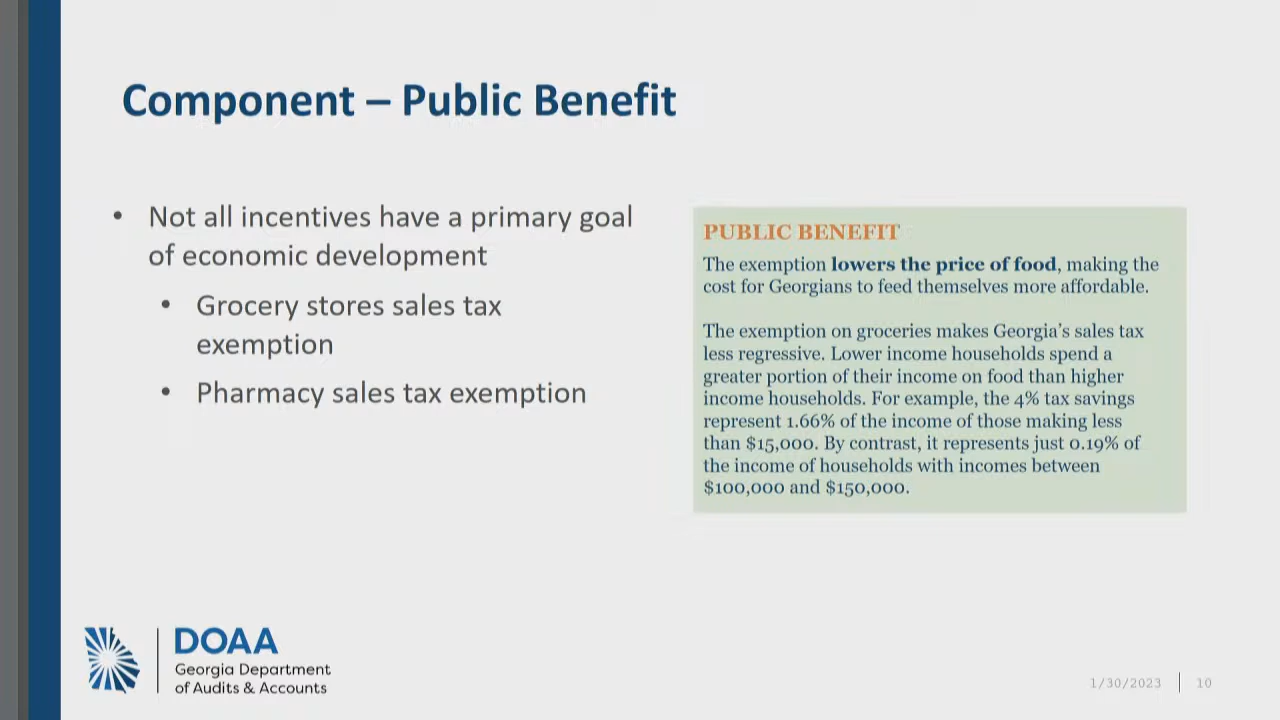 Component – Public Benefit
• Not all incentives have a primary goal
of economic development
• Grocery stores sales tax
exemption
• Pharmacy sales tax exemption
PUBLIC BENEFIT
The exemption lowers the price of food, making the
cost for Georgians to feed themselves more affordable.
The exemption on groceries makes Georgia's sales tax
less regressive. Lower income households spend a
greater portion of their income on food than higher
income households. For example, the 4% tax savings
represent 1.66% of the income of those making less
than $15,000. By contrast, it represents just 0.19% of
the income of households with incomes between
$100,000 and $150,000.
DOAA
Georgia Department
of Audits & Accounts
1/30/2023 | 10